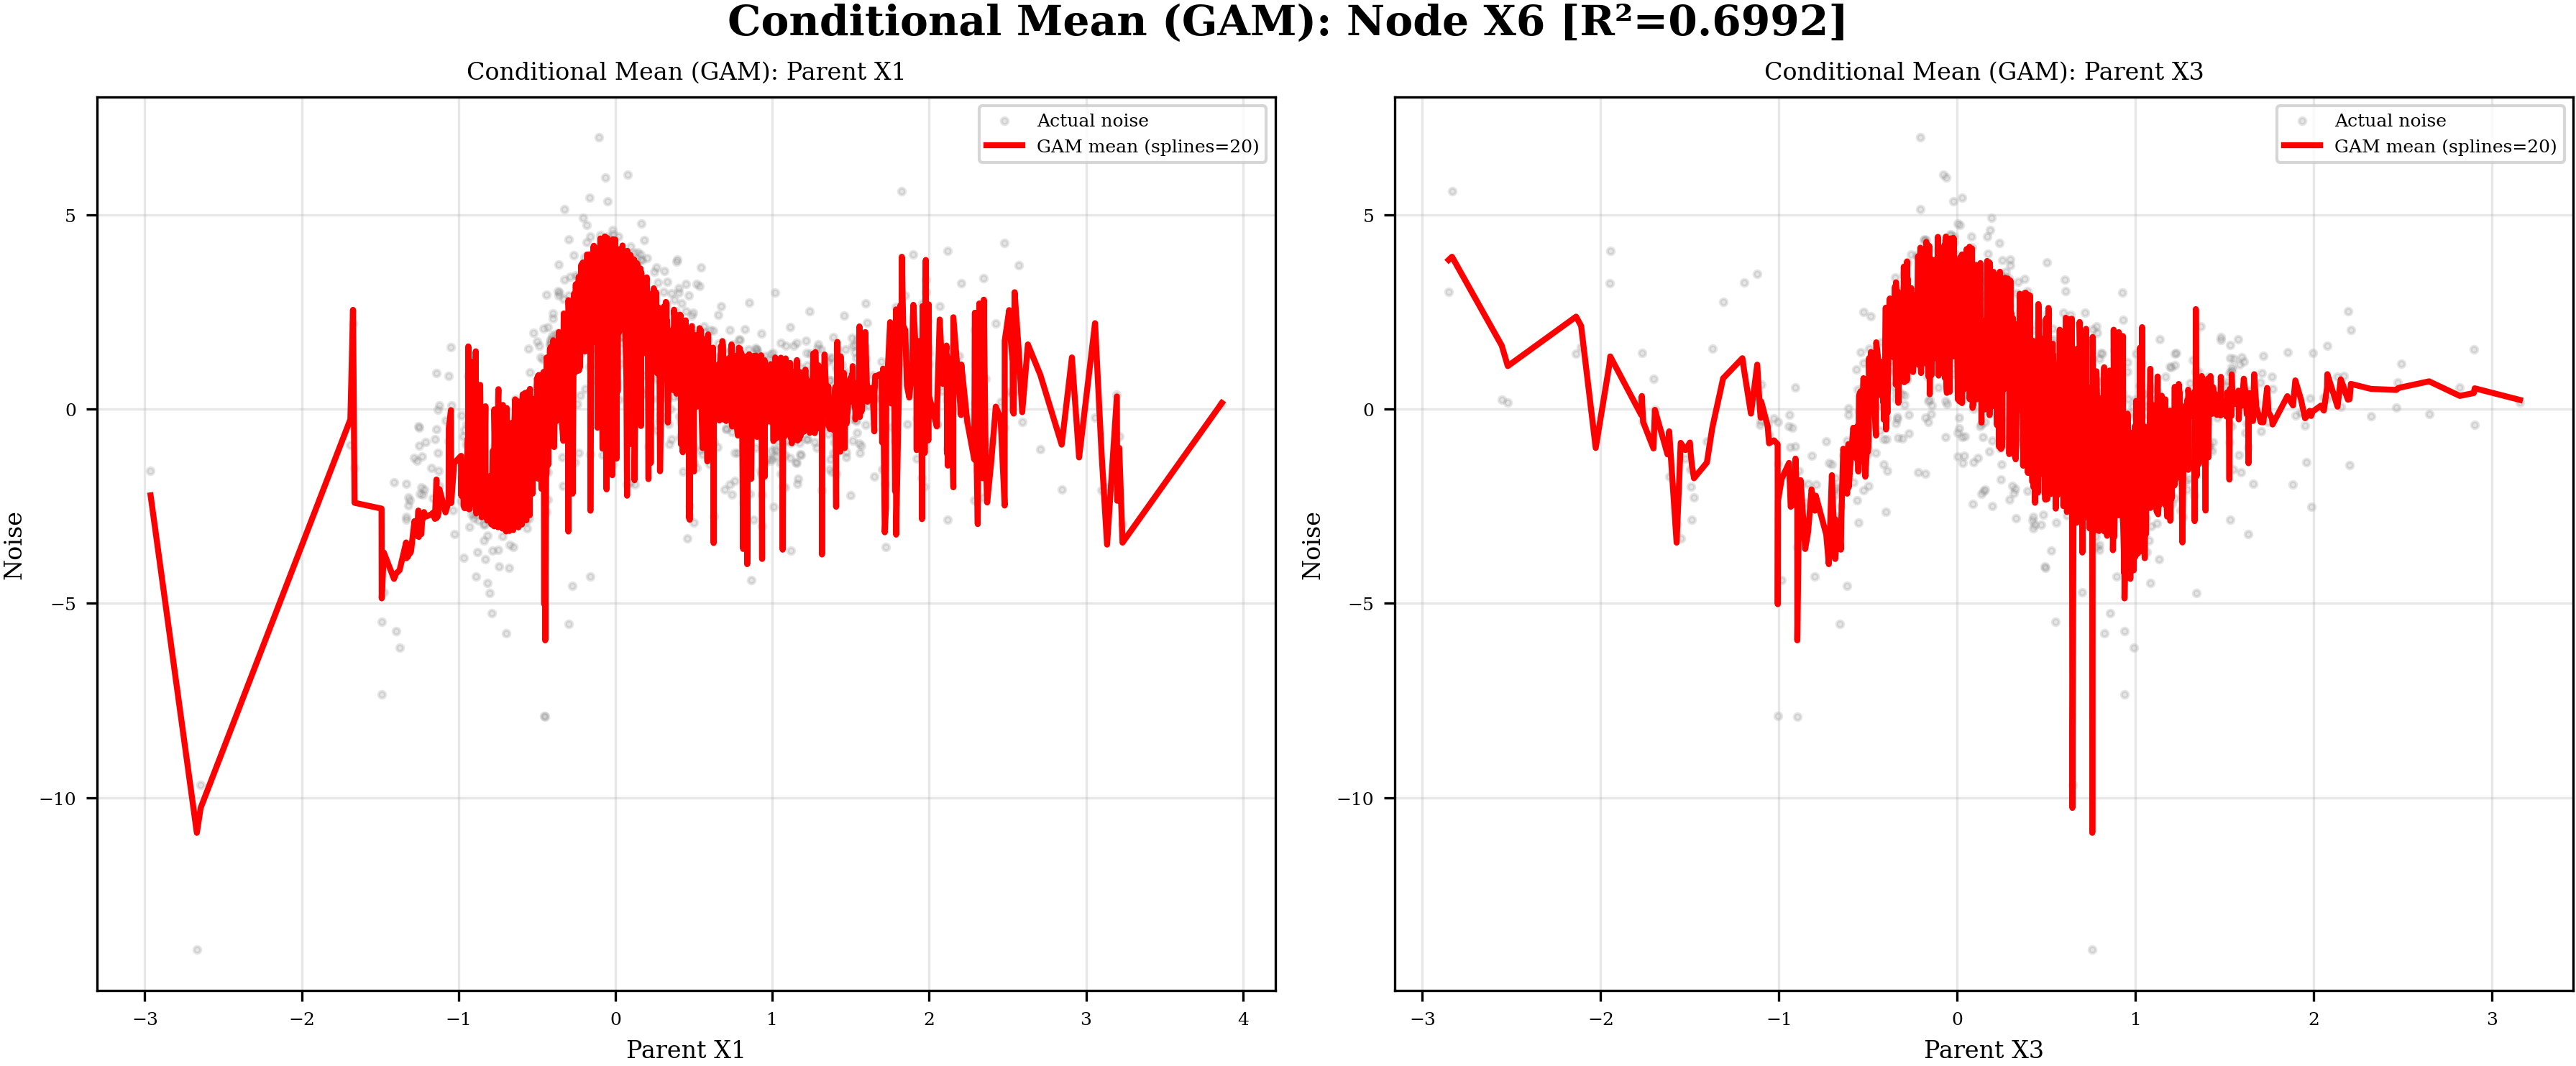 Conditional Mean (GAM): Node X6 [R²=0.6992]
Conditional Mean (GAM): Parent X1
Actual noise
GAM mean (splines=20)
Noise
5
0
−5
−10
−3
−2
−1
0
1
2
3
4
Parent X1
Conditional Mean (GAM): Parent X3
Actual noise
GAM mean (splines=20)
Noise
5
0
−5
−10
−3
−2
−1
0
1
2
3
Parent X3